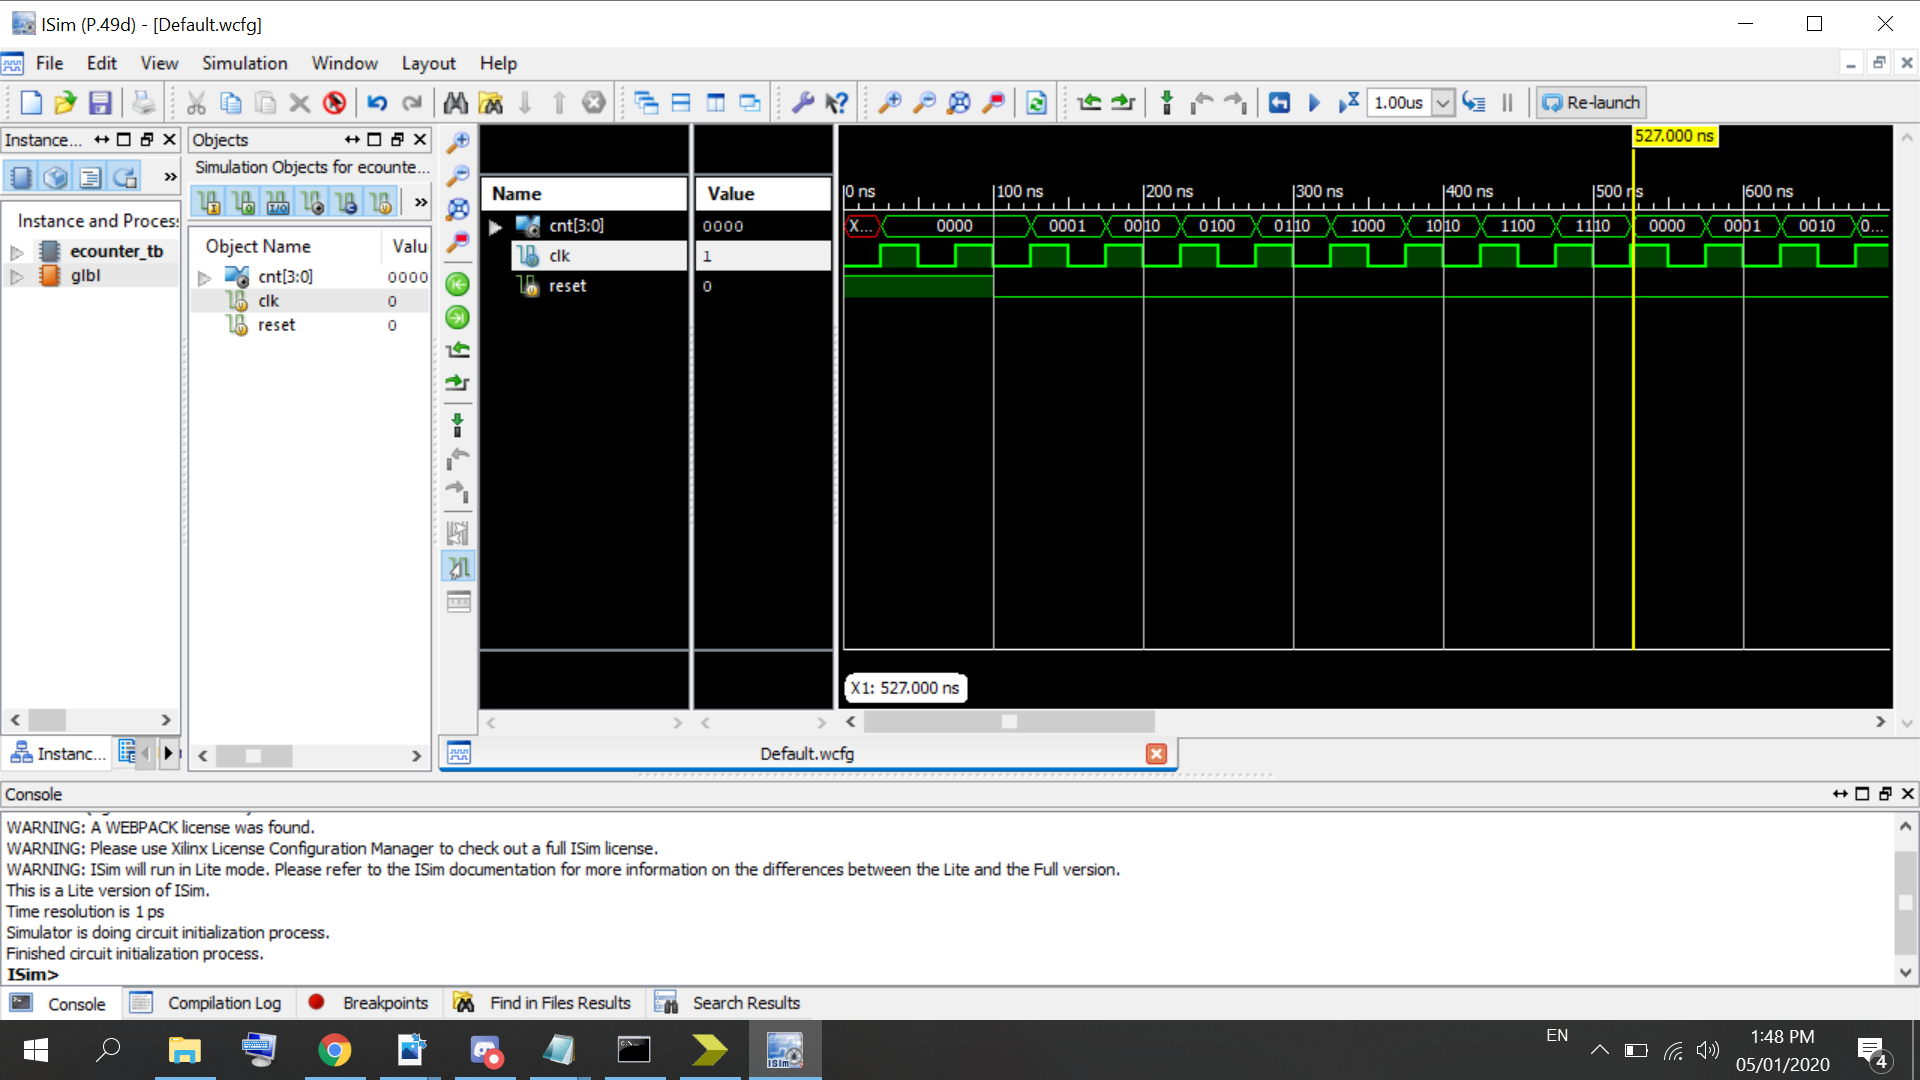 ISim (P.49d) - [Default.wcfg]
File Edit View Simulation Window Layout Help
1.00us Re-launch
Instance...
Instance and Process
ecounter_tb
glbl
Instanc...
Objects
Simulation Objects for ecounte...
Object Name Valu
cnt[3:0] 0000
clk 0
reset 0
Name Value
cnt[3:0] 0000
clk 1
reset 0
527.000 ns
0 ns 100 ns 200 ns 300 ns 400 ns 500 ns 600 ns
X... 0000 0001 0010 0100 0110 1000 1010 1100 1110 0000 0001 0010 0...
X1: 527.000 ns
Default.wcfg
Console
WARNING: A WEBPACK license was found.
WARNING: Please use Xilinx License Configuration Manager to check out a full ISim license.
WARNING: ISim will run in Lite mode. Please refer to the ISim documentation for more information on the differences between the Lite and the Full version.
This is a Lite version of ISim.
Time resolution is 1 ps
Simulator is doing circuit initialization process.
Finished circuit initialization process.
ISim>
Console Compilation Log Breakpoints Find in Files Results Search Results
ISim
EN
1:48 PM
05/01/2020
4